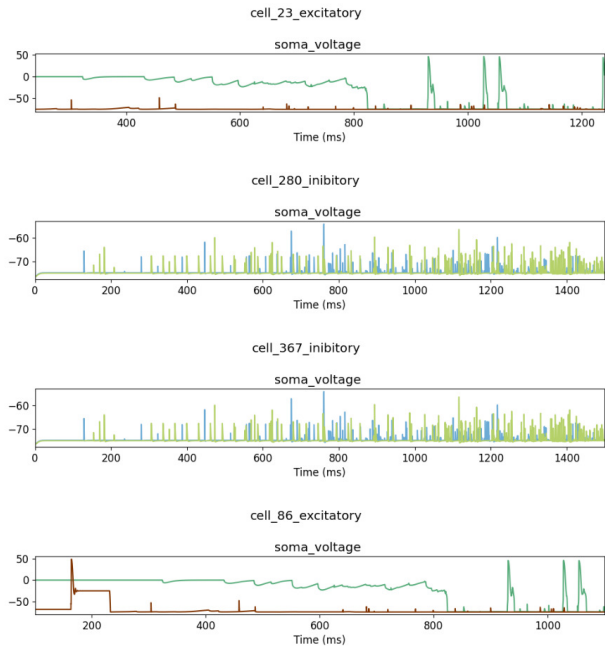 cell_23_excitatory
soma_voltage
50
0
−50
400 600 800 1000 1200
Time (ms)
cell_280_inibitory
soma_voltage
−60
−70
0 200 400 600 800 1000 1200 1400
Time (ms)
cell_367_inibitory
soma_voltage
−60
−70
0 200 400 600 800 1000 1200 1400
Time (ms)
cell_86_excitatory
soma_voltage
50
0
−50
200 400 600 800 1000
Time (ms)